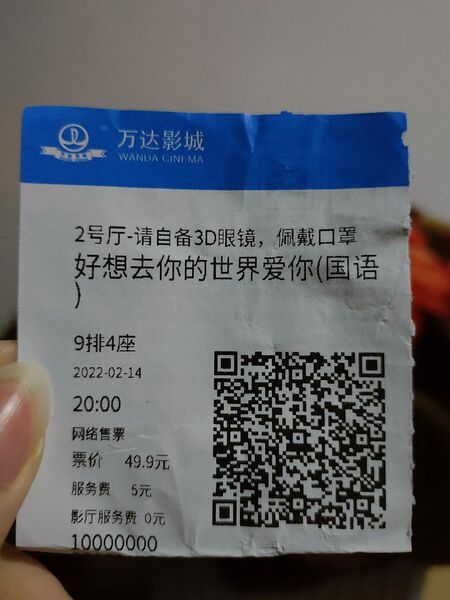 万达影城
WANDA CINEMA
2号厅-请自备3D眼镜，佩戴口罩
好想去你的世界爱你(国语
)
9排4座
2022-02-14
20:00
网络售票
票价 49.9元
服务费 5元
影厅服务费 0元
10000000